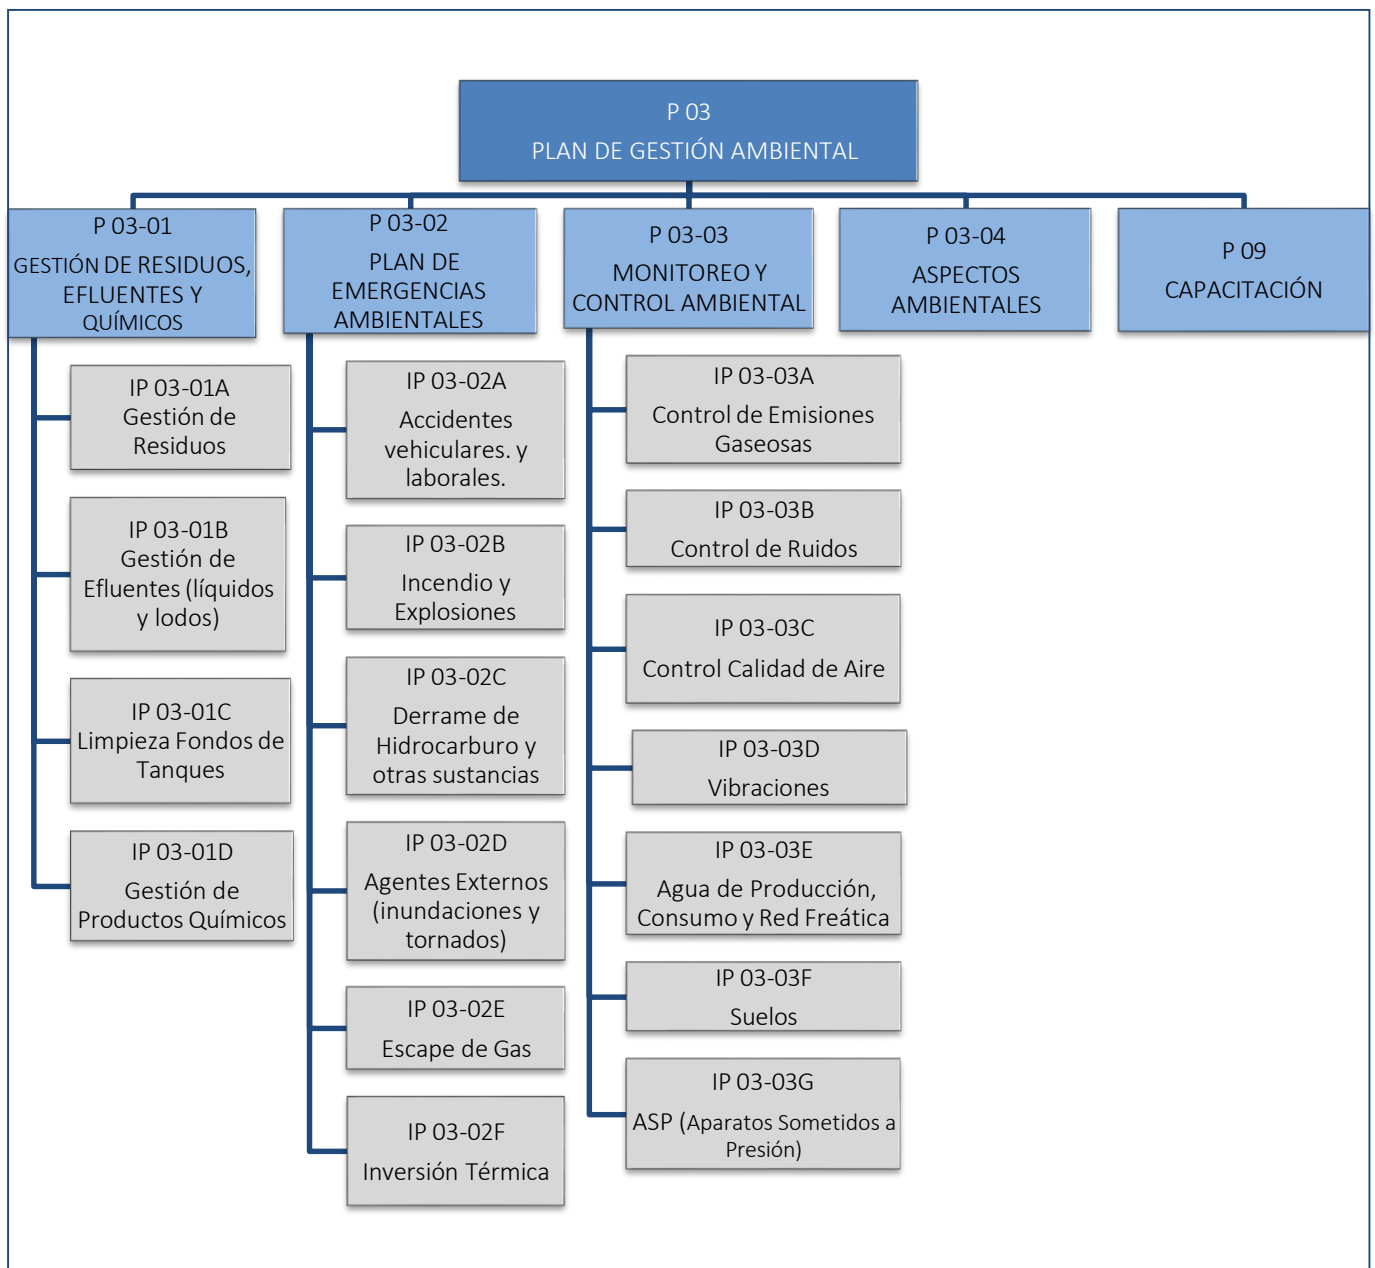 P 03
PLAN DE GESTIÓN AMBIENTAL
P 03-01
GESTIÓN DE RESIDUOS,
EFLUENTES Y
QUÍMICOS
P 03-02
PLAN DE
EMERGENCIAS
AMBIENTALES
P 03-03
MONITOREO Y
CONTROL AMBIENTAL
P 03-04
ASPECTOS
AMBIENTALES
P 09
CAPACITACIÓN
IP 03-01A
Gestión de
Residuos
IP 03-01B
Gestión de
Efluentes (líquidos
y lodos)
IP 03-01C
Limpieza Fondos de
Tanques
IP 03-01D
Gestión de
Productos Químicos
IP 03-02A
Accidentes
vehiculares. y
laborales.
IP 03-02B
Incendio y
Explosiones
IP 03-02C
Derrame de
Hidrocarburo y
otras sustancias
IP 03-02D
Agentes Externos
(inundaciones y
tornados)
IP 03-02E
Escape de Gas
IP 03-02F
Inversión Térmica
IP 03-03A
Control de Emisiones
Gaseosas
IP 03-03B
Control de Ruidos
IP 03-03C
Control Calidad de Aire
IP 03-03D
Vibraciones
IP 03-03E
Agua de Producción,
Consumo y Red Freática
IP 03-03F
Suelos
IP 03-03G
ASP (Aparatos Sometidos a
Presión)